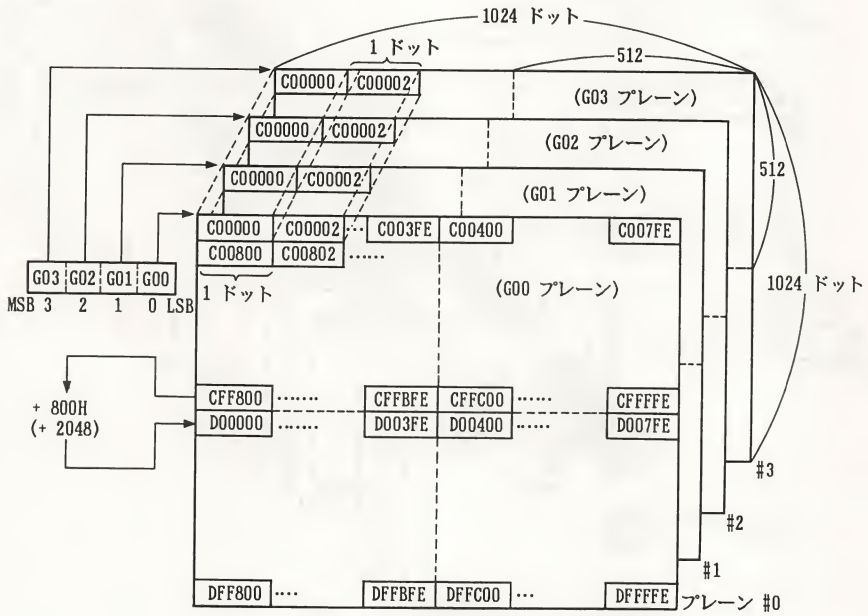 1024 ドット
1 ドット
512
C00000 C00002
(G03 プレーン)
C00000 C00002
(G02 プレーン)
512
C00000 C00002
(G01 プレーン)
C00000 C00002 … C003FE C00400 C007FE
C00800 C00802 ……
G03 G02 G01 G00
1 ドット
(G00 プレーン)
1024 ドット
MSB 3 2 1 0 LSB
CFF800 ……. CFFBFE CFFC00 …… CFFFFE
+ 800H
(+ 2048)
D00000 ……. D003FE D00400 …… D007FE
#3
#2
#1
DFF800 …. DFFBFE DFFC00 … DFFFFE
プレーン #0